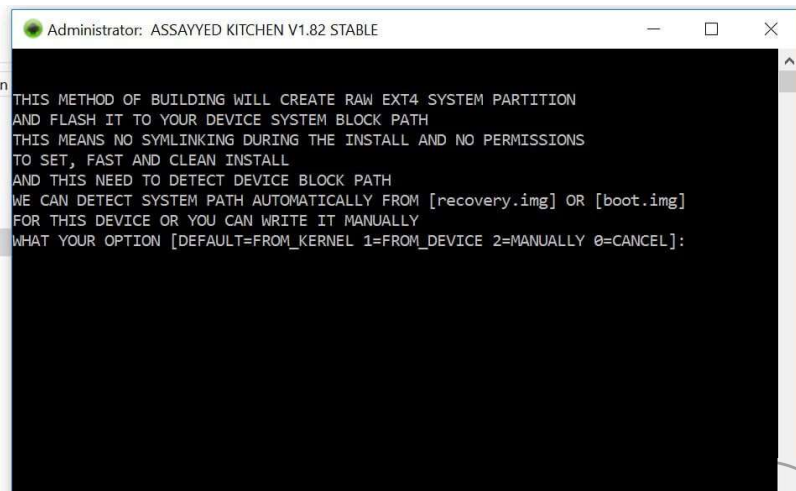 Administrator: ASSAYYED KITCHEN V1.82 STABLE
n
THIS METHOD OF BUILDING WILL CREATE RAW EXT4 SYSTEM PARTITION
AND FLASH IT TO YOUR DEVICE SYSTEM BLOCK PATH
THIS MEANS NO SYMLINKING DURING THE INSTALL AND NO PERMISSIONS
TO SET, FAST AND CLEAN INSTALL
AND THIS NEED TO DETECT DEVICE BLOCK PATH
WE CAN DETECT SYSTEM PATH AUTOMATICALLY FROM [recovery.img] OR [boot.img]
FOR THIS DEVICE OR YOU CAN WRITE IT MANUALLY
WHAT YOUR OPTION [DEFAULT=FROM_KERNEL 1=FROM_DEVICE 2=MANUALLY 0=CANCEL]: